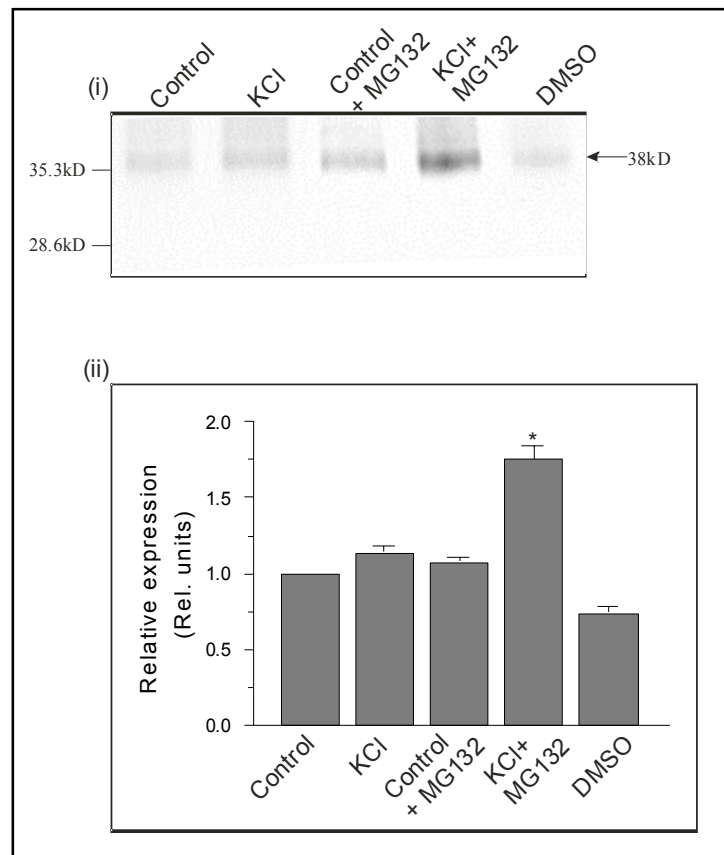 (i)
Control
KCl
Control
+ MG132
KCl+
MG132
DMSO
35.3kD
38kD
28.6kD
(ii)
Relative expression
(Rel. units)
2.0
1.5
1.0
0.5
0.0
*
Control
KCl
Control
+ MG132
KCl+
MG132
DMSO